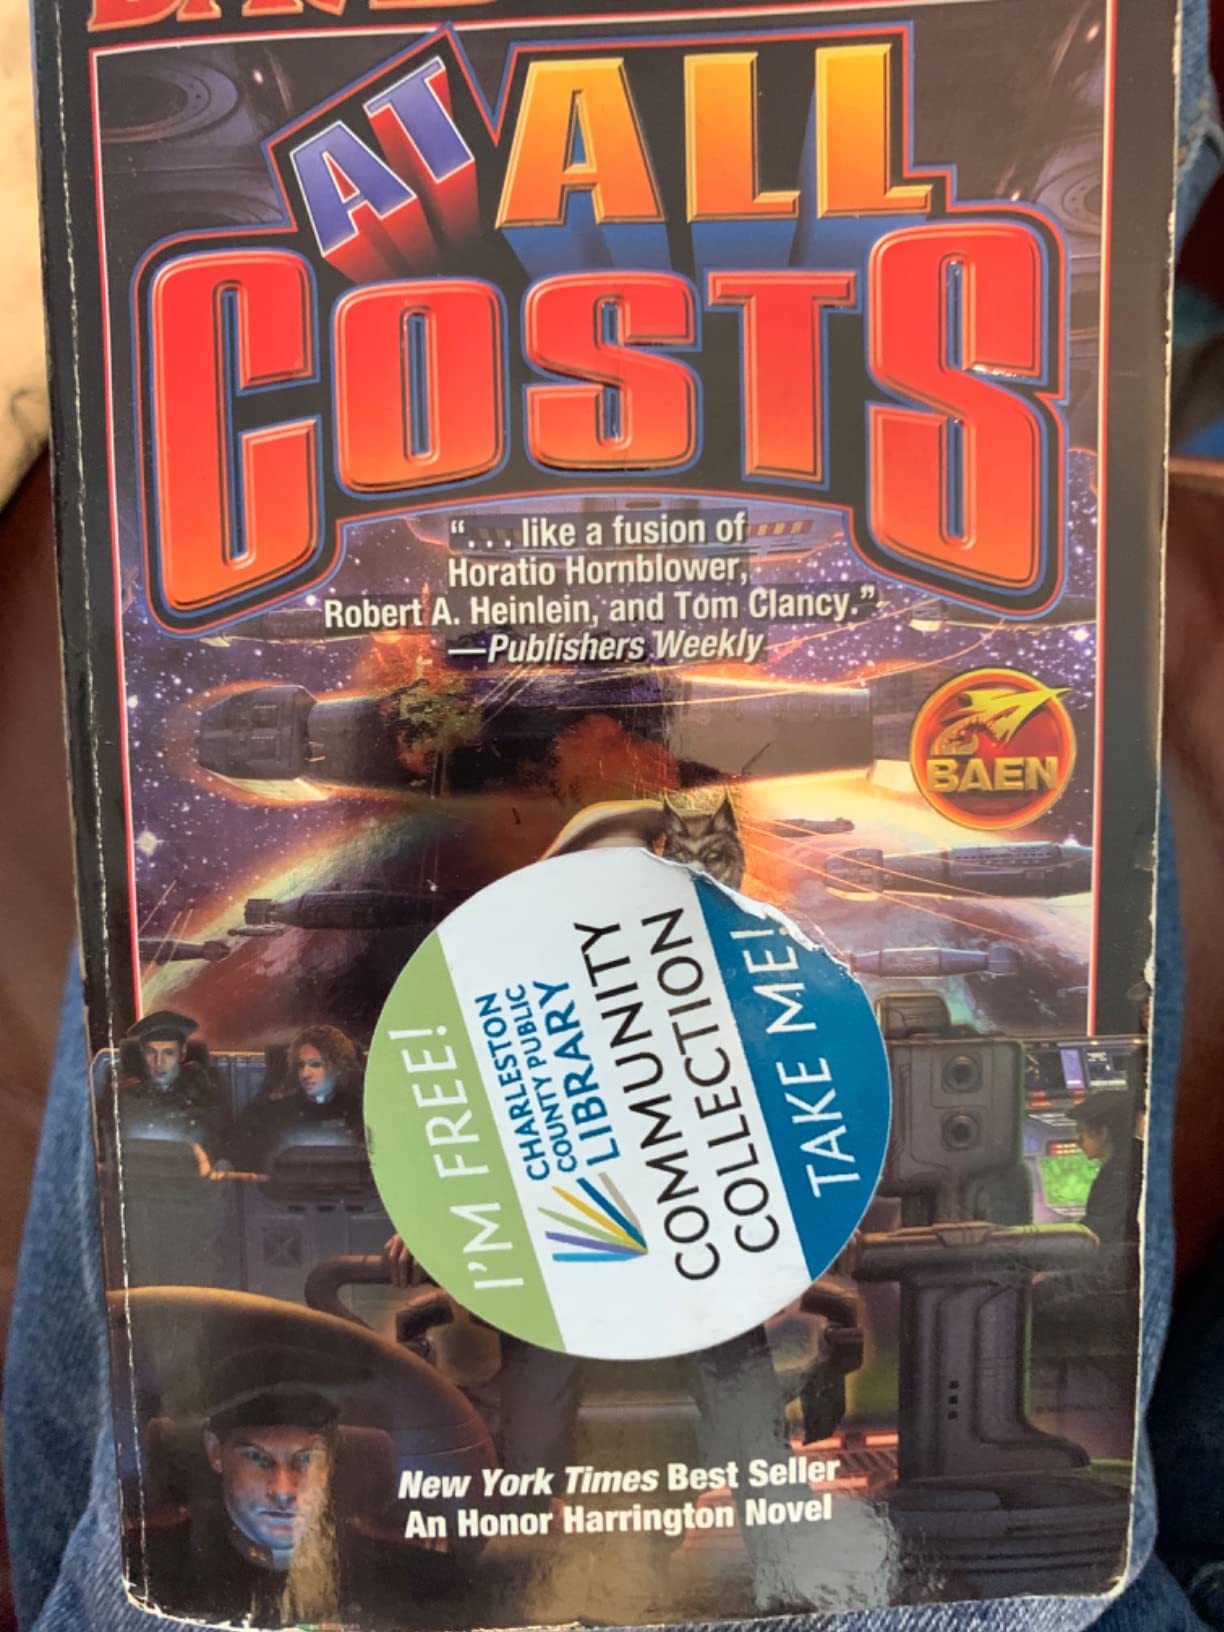 AT ALL
COSTS
“. . . like a fusion of
Horatio Hornblower,
Robert A. Heinlein, and Tom Clancy.”
—Publishers Weekly
BAEN
I'M FREE!
CHARLESTON
COUNTY PUBLIC
LIBRARY
COMMUNITY
COLLECTION
TAKE ME!
New York Times Best Seller
An Honor Harrington Novel